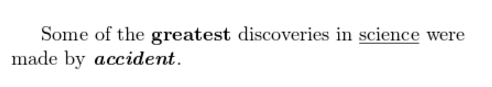 Some of the greatest discoveries in science were
made by accident.